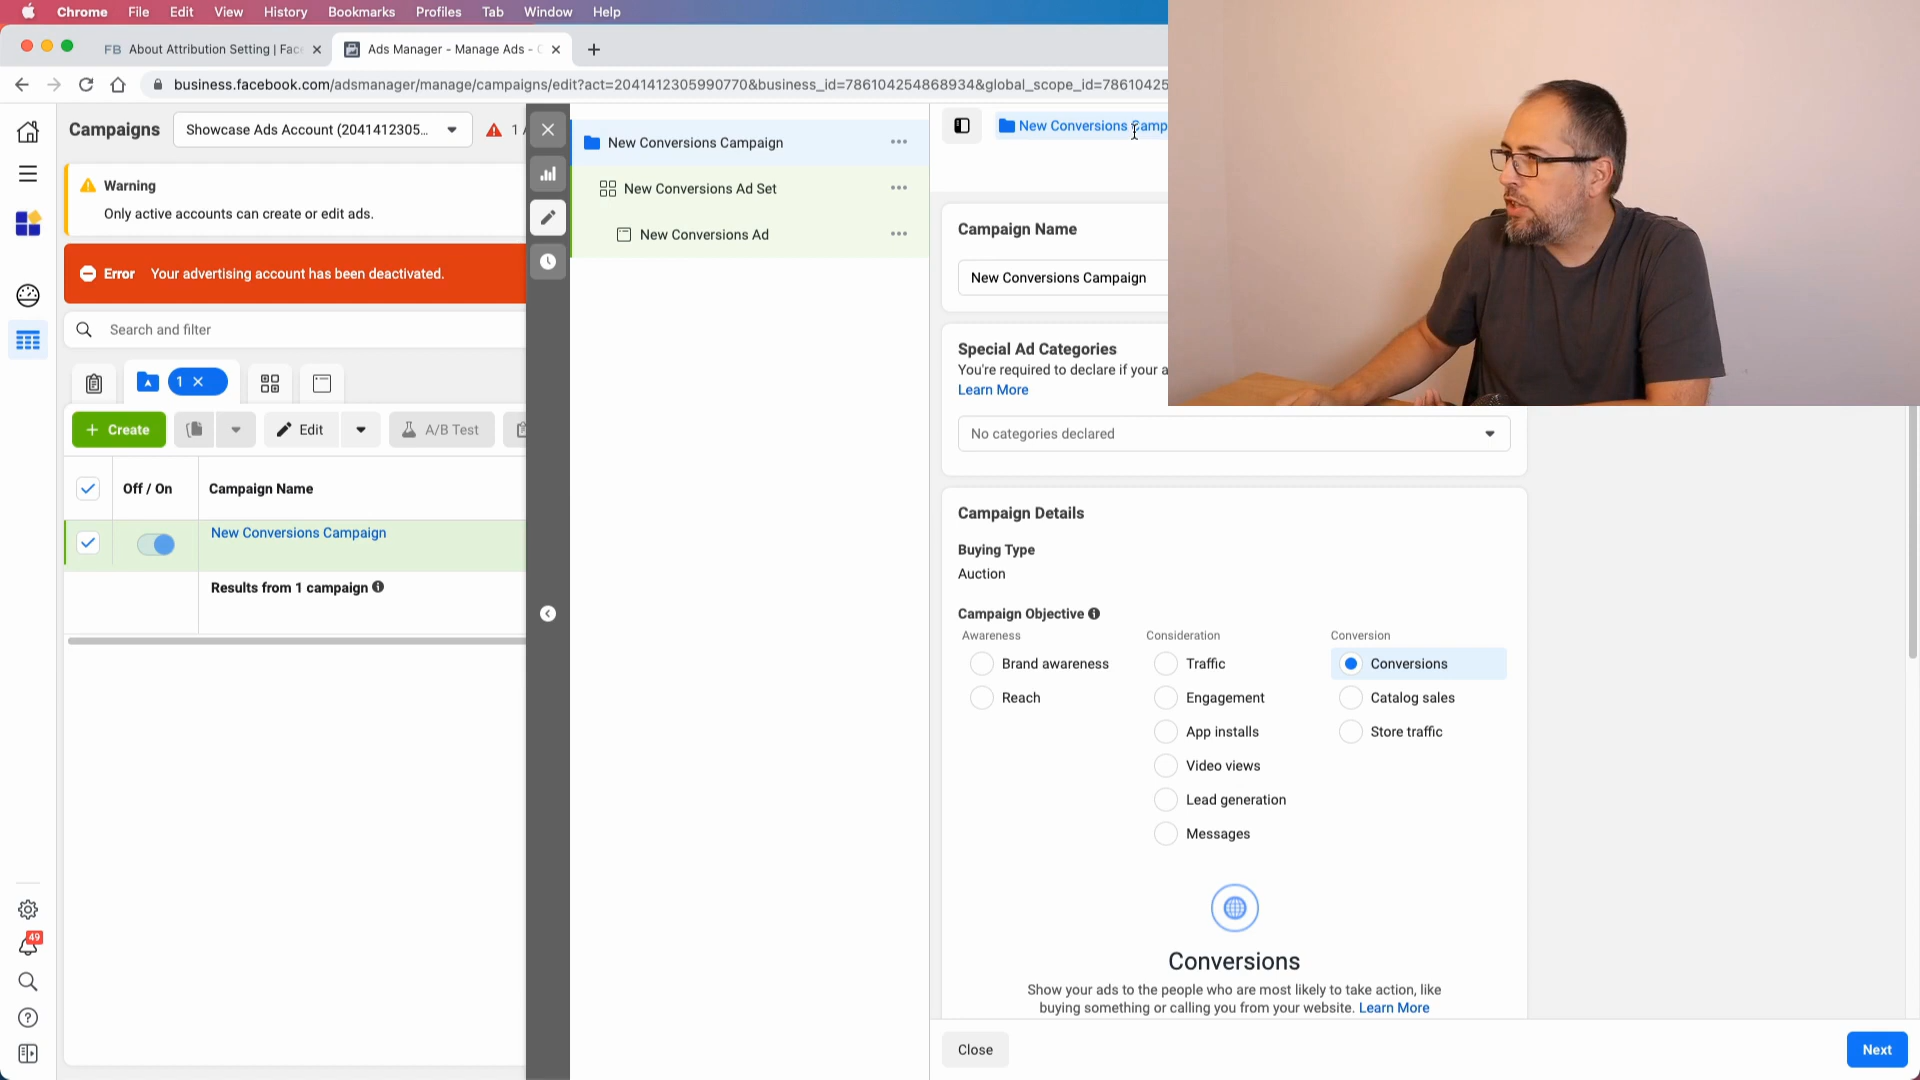 Chrome File Edit View History Bookmarks Profiles Tab Window Help
FB About Attribution Setting | Fac
Ads Manager - Manage Ads -
business.facebook.com/adsmanager/manage/campaigns/edit?act=2041412305990770&business_id=786104254868934&global_scope_id=78610425
Campaigns
Showcase Ads Account (2041412305...
1
Warning
Only active accounts can create or edit ads.
Error Your advertising account has been deactivated.
Search and filter
1
Create
Edit
A/B Test
Off / On
Campaign Name
New Conversions Campaign
Results from 1 campaign
49
New Conversions Campaign
New Conversions Ad Set
New Conversions Ad
New Conversions Camp
Campaign Name
New Conversions Campaign
Special Ad Categories
You're required to declare if your a
Learn More
No categories declared
Campaign Details
Buying Type
Auction
Campaign Objective
Awareness
Brand awareness
Reach
Consideration
Traffic
Engagement
App installs
Video views
Lead generation
Messages
Conversion
Conversions
Catalog sales
Store traffic
Conversions
Show your ads to the people who are most likely to take action, like
buying something or calling you from your website. Learn More
Close
Next